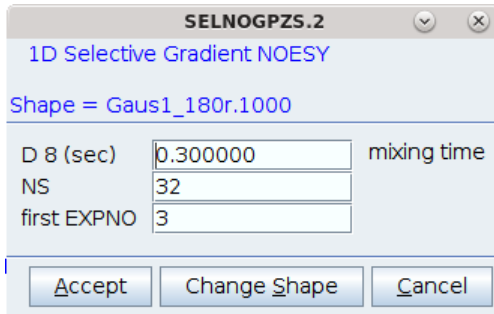 SELNOGPZS.2
1D Selective Gradient NOESY
Shape = Gaus1_180r.1000
D 8 (sec) 0.300000 mixing time
NS 32
first EXPNO 3
Accept Change Shape Cancel